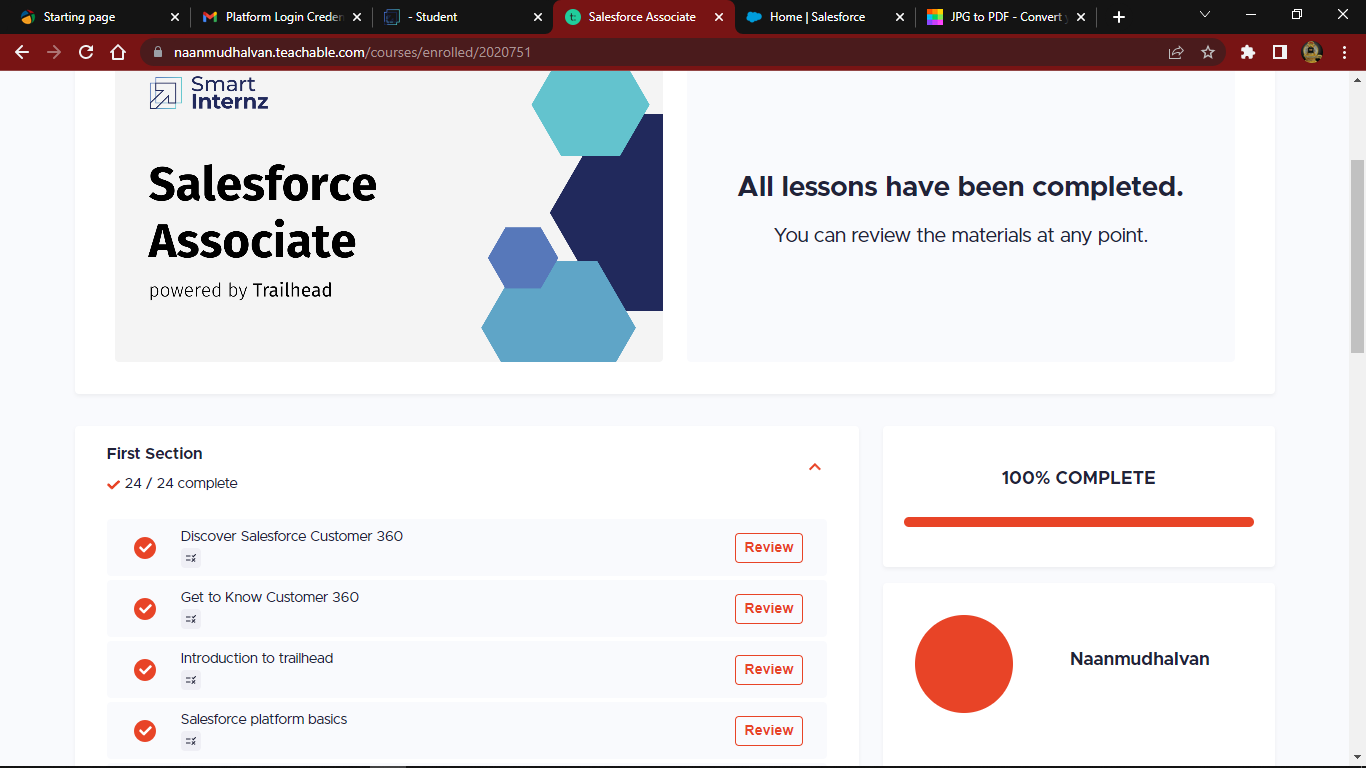 Starting page
Platform Login Creden
- Student
Salesforce Associate
Home | Salesforce
JPG to PDF - Convert
naanmudhalvan.teachable.com/courses/enrolled/2020751
Smart
Internz
Salesforce
Associate
powered by Trailhead
All lessons have been completed.
You can review the materials at any point.
First Section
24 / 24 complete
Discover Salesforce Customer 360
Review
Get to Know Customer 360
Review
Introduction to trailhead
Review
Salesforce platform basics
Review
100% COMPLETE
Naanmudhalvan